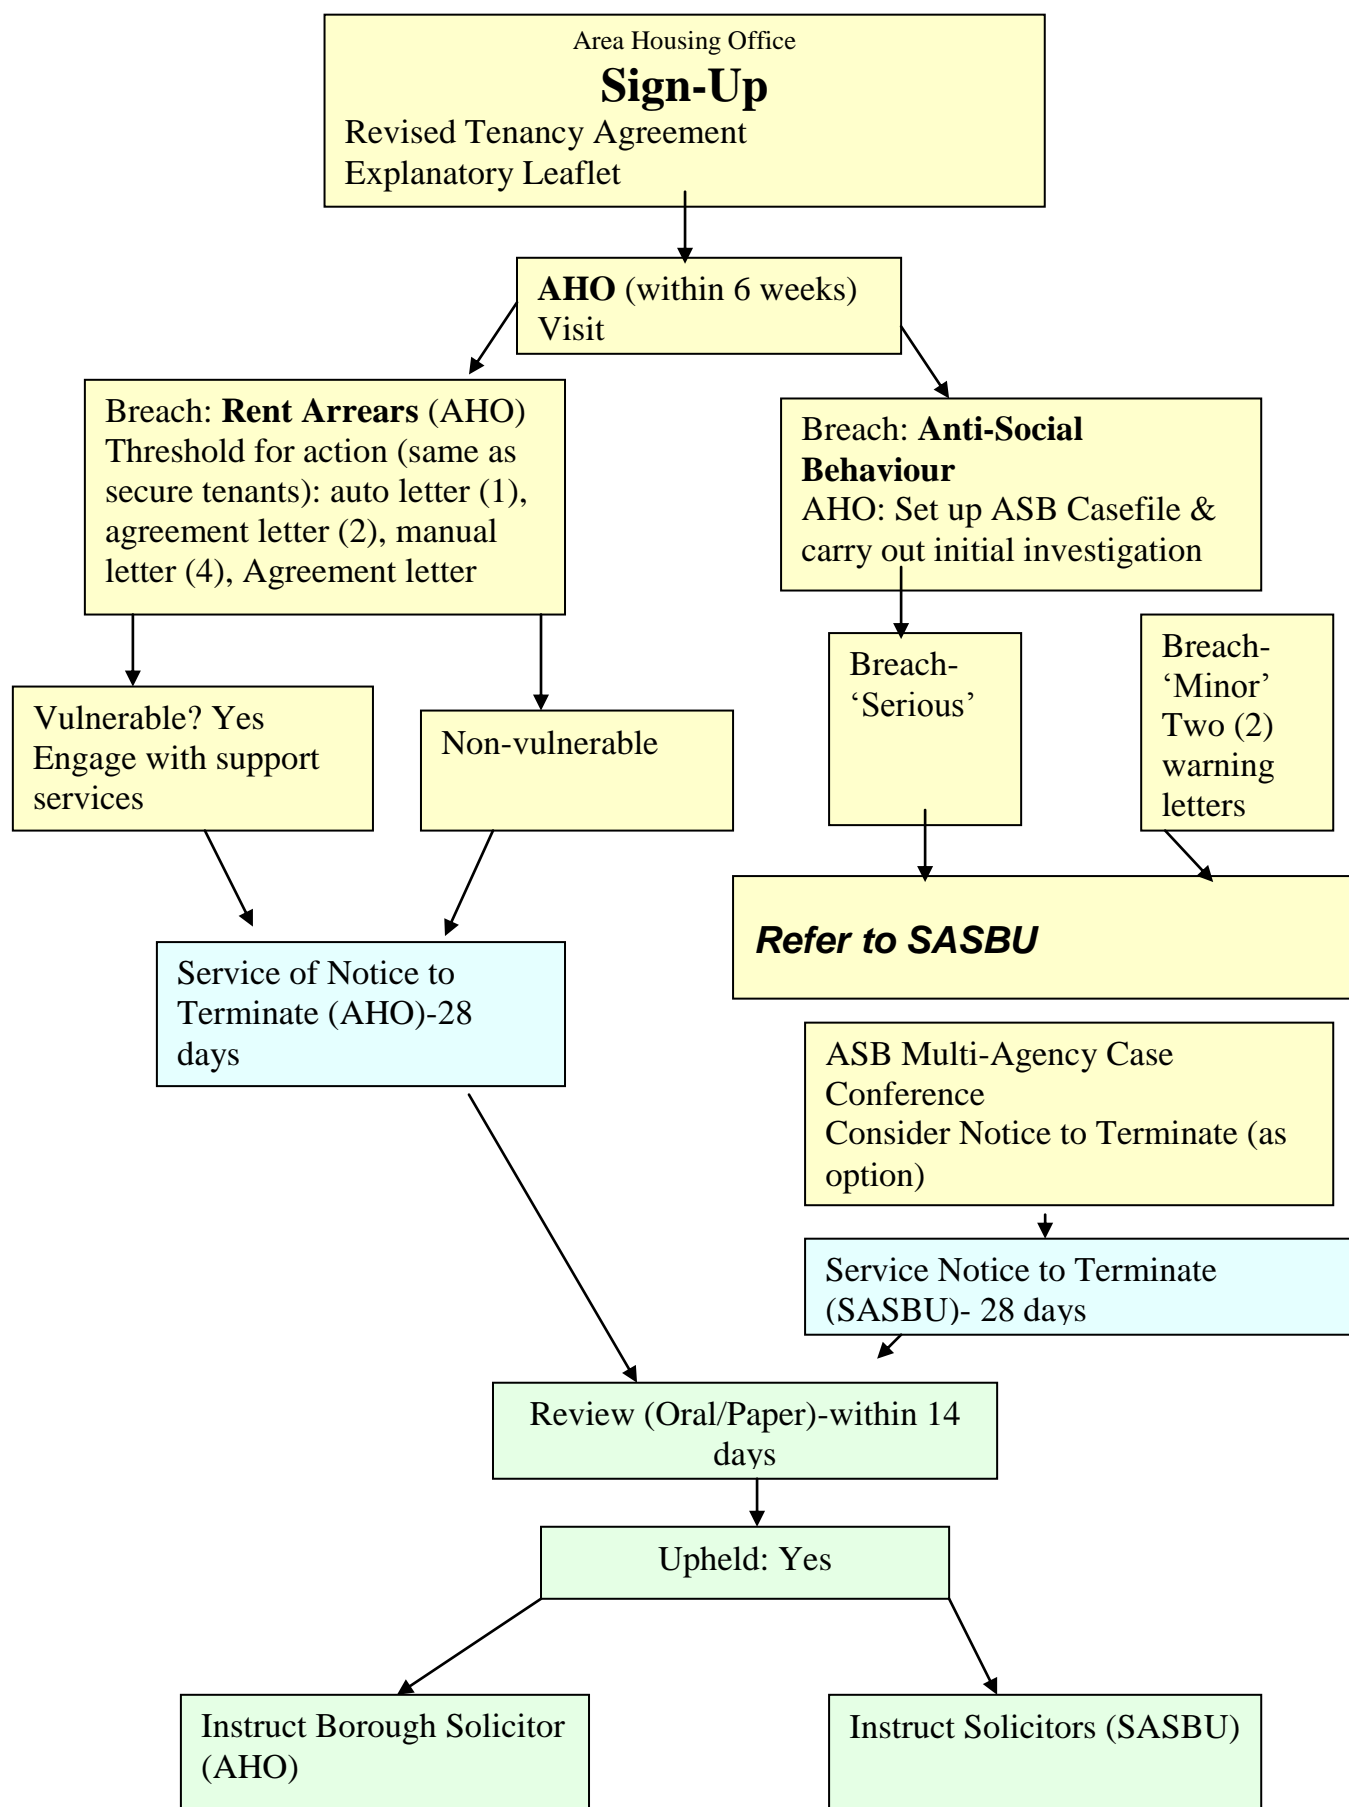 Area Housing Office
Sign-Up
Revised Tenancy Agreement
Explanatory Leaflet
AHO (within 6 weeks)
Visit
Breach: Rent Arrears (AHO)
Threshold for action (same as
secure tenants): auto letter (1),
agreement letter (2), manual
letter (4), Agreement letter
Breach: Anti-Social
Behaviour
AHO: Set up ASB Casefile &
carry out initial investigation
Vulnerable? Yes
Engage with support
services
Non-vulnerable
Breach-
‘Serious’
Breach-
‘Minor’
Two (2)
warning
letters
Refer to SASBU
Service of Notice to
Terminate (AHO)-28
days
ASB Multi-Agency Case
Conference
Consider Notice to Terminate (as
option)
Service Notice to Terminate
(SASBU)- 28 days
Review (Oral/Paper)-within 14
days
Upheld: Yes
Instruct Borough Solicitor
(AHO)
Instruct Solicitors (SASBU)